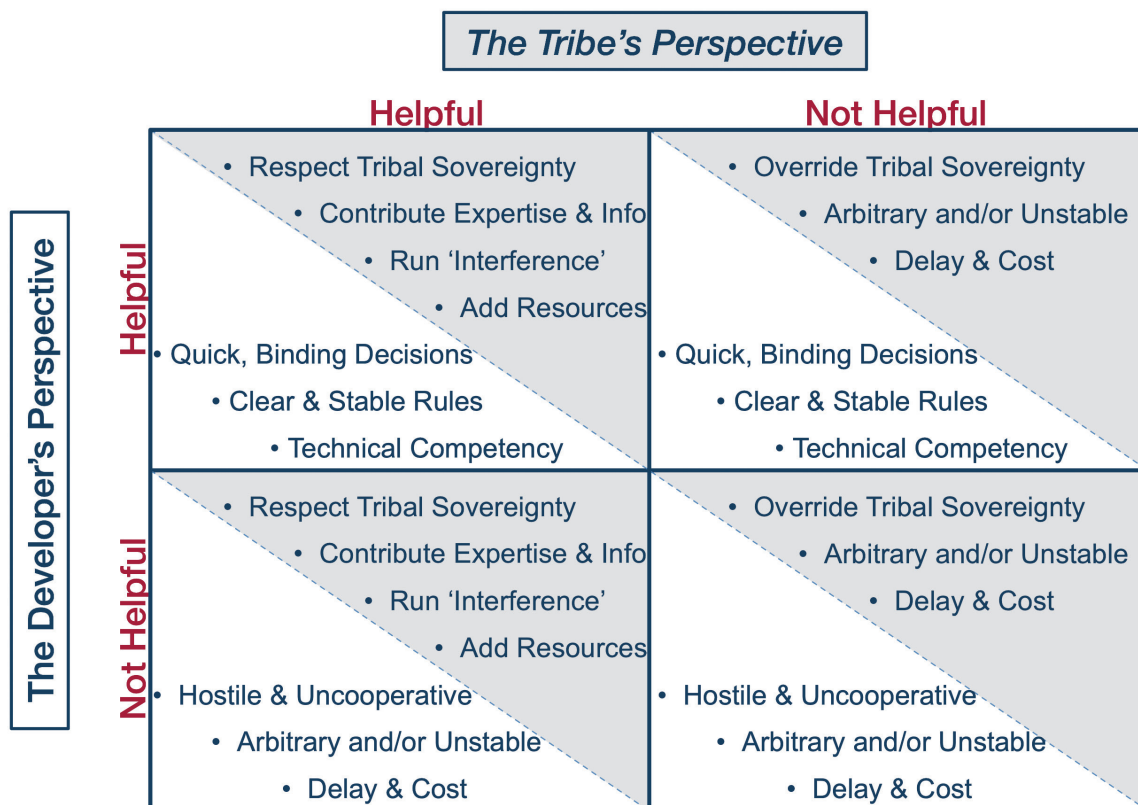 The Tribe's Perspective
Helpful
Not Helpful
The Developer's Perspective
Helpful
• Respect Tribal Sovereignty
• Contribute Expertise & Info
• Run ‘Interference’
• Add Resources
• Quick, Binding Decisions
• Clear & Stable Rules
• Technical Competency
• Override Tribal Sovereignty
• Arbitrary and/or Unstable
• Delay & Cost
• Quick, Binding Decisions
• Clear & Stable Rules
• Technical Competency
Not Helpful
• Respect Tribal Sovereignty
• Contribute Expertise & Info
• Run ‘Interference’
• Add Resources
• Hostile & Uncooperative
• Arbitrary and/or Unstable
• Delay & Cost
• Override Tribal Sovereignty
• Arbitrary and/or Unstable
• Delay & Cost
• Hostile & Uncooperative
• Arbitrary and/or Unstable
• Delay & Cost